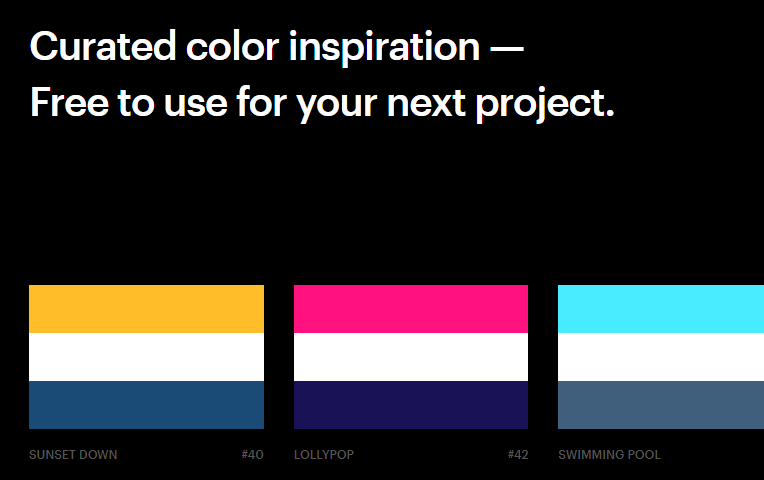 Curated color inspiration —
Free to use for your next project.
SUNSET DOWN #40 LOLLYPOP #42 SWIMMING POOL